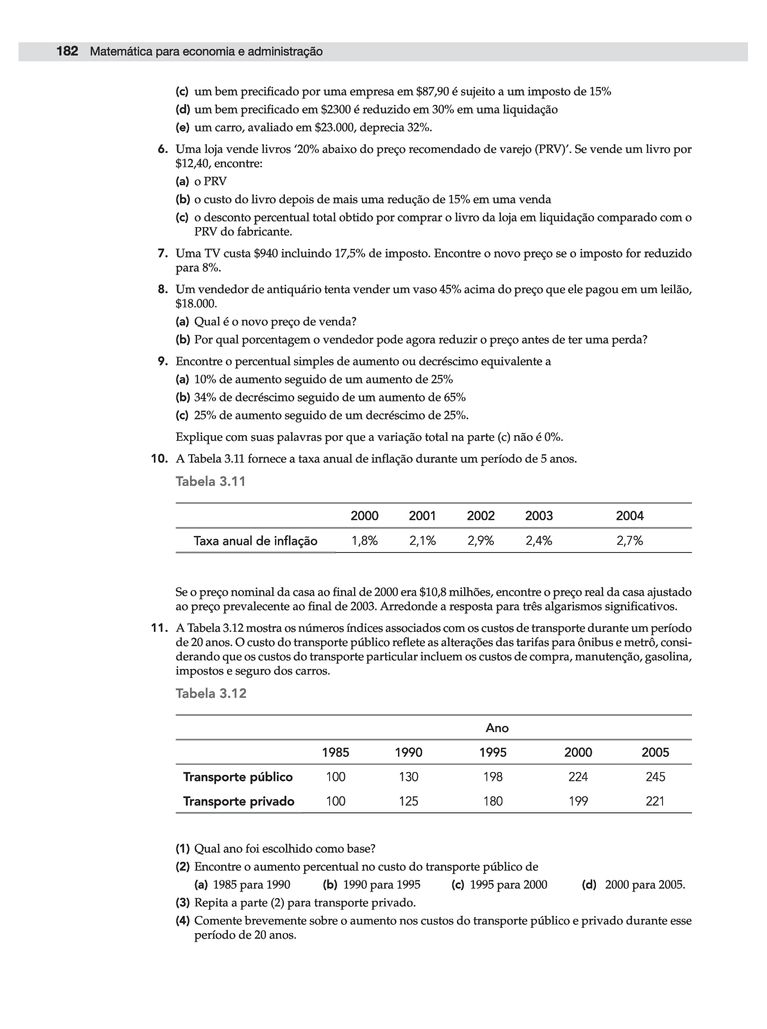 182 Matemática para economia e administração
(c) um bem precificado por uma empresa em $87,90 é sujeito a um imposto de 15%
(d) um bem precificado em $2300 é reduzido em 30% em uma liquidação
(e) um carro, avaliado em $23.000, deprecia 32%.
6. Uma loja vende livros ‘20% abaixo do preço recomendado de varejo (PRV)’. Se vende um livro por
$12,40, encontre:
(a) o PRV
(b) o custo do livro depois de mais uma redução de 15% em uma venda
(c) o desconto percentual total obtido por comprar o livro da loja em liquidação comparado com o
PRV do fabricante.
7. Uma TV custa $940 incluindo 17,5% de imposto. Encontre o novo preço se o imposto for reduzido
para 8%.
8. Um vendedor de antiquário tenta vender um vaso 45% acima do preço que ele pagou em um leilão,
$18.000.
(a) Qual é o novo preço de venda?
(b) Por qual porcentagem o vendedor pode agora reduzir o preço antes de ter uma perda?
9. Encontre o percentual simples de aumento ou decréscimo equivalente a
(a) 10% de aumento seguido de um aumento de 25%
(b) 34% de decréscimo seguido de um aumento de 65%
(c) 25% de aumento seguido de um decréscimo de 25%.
Explique com suas palavras por que a variação total na parte (c) não é 0%.
10. A Tabela 3.11 fornece a taxa anual de inflação durante um período de 5 anos.
Tabela 3.11
2000 2001 2002 2003 2004
Taxa anual de inflação 1,8% 2,1% 2,9% 2,4% 2,7%
Se o preço nominal da casa ao final de 2000 era $10,8 milhões, encontre o preço real da casa ajustado
ao preço prevalecente ao final de 2003. Arredonde a resposta para três algarismos significativos.
11. A Tabela 3.12 mostra os números índices associados com os custos de transporte durante um período
de 20 anos. O custo do transporte público reflete as alterações das tarifas para ônibus e metrô, consi-
derando que os custos do transporte particular incluem os custos de compra, manutenção, gasolina,
impostos e seguro dos carros.
Tabela 3.12
Ano
1985 1990 1995 2000 2005
Transporte público 100 130 198 224 245
Transporte privado 100 125 180 199 221
(1) Qual ano foi escolhido como base?
(2) Encontre o aumento percentual no custo do transporte público de
(a) 1985 para 1990 (b) 1990 para 1995 (c) 1995 para 2000 (d) 2000 para 2005.
(3) Repita a parte (2) para transporte privado.
(4) Comente brevemente sobre o aumento nos custos do transporte público e privado durante esse
período de 20 anos.